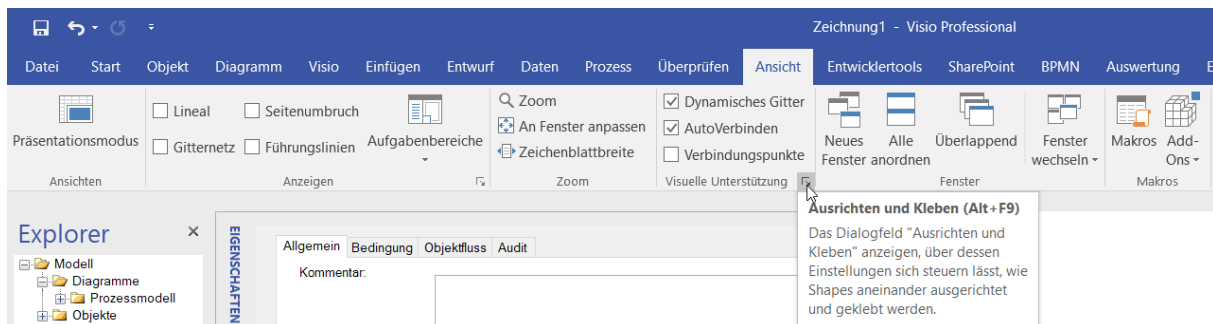 Zeichnung1 - Visio Professional
Datei Start Objekt Diagramm Visio Einfügen Entwurf Daten Prozess Überprüfen Ansicht Entwicklertools SharePoint BPMN Auswertung
Präsentationsmodus
Ansichten
Lineal Seitenumbruch
Gitternetz Führungslinien
Aufgabenbereiche
Anzeigen
Zoom
An Fenster anpassen
Zeichenblattbreite
Zoom
Dynamisches Gitter
AutoVerbinden
Verbindungspunkte
Visuelle Unterstützung
Neues
Fenster
Alle
anordnen
Überlappend
Fenster
wechseln
Fenster
Makros
Add-
Ons
Makros
Ausrichten und Kleben (Alt+F9)
Das Dialogfeld "Ausrichten und
Kleben" anzeigen, über dessen
Einstellungen sich steuern lässt, wie
Shapes aneinander ausgerichtet
und geklebt werden.
Explorer
Modell
Diagramme
Prozessmodell
Objekte
EIGENSCHAFTEN
Allgemein Bedingung Objektfluss Audit
Kommentar: